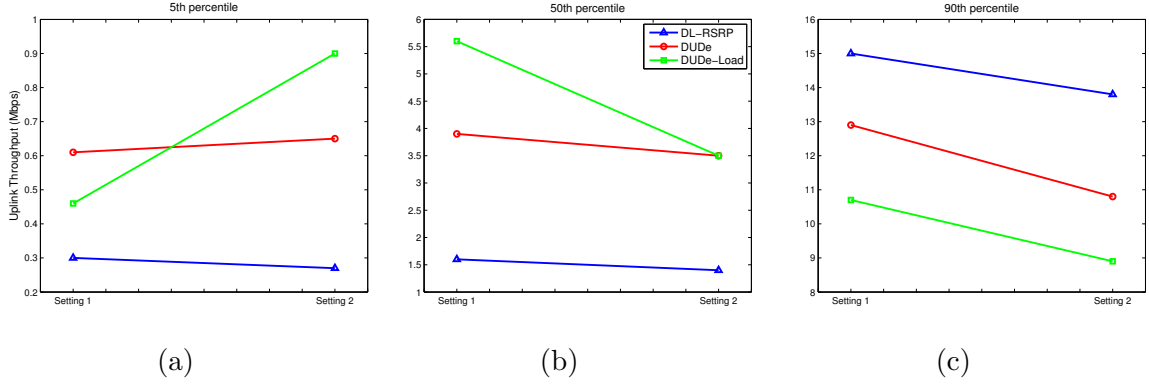 5th percentile
1
0.9
0.8
0.7
0.6
0.5
0.4
0.3
0.2
Uplink Throughput (Mbps)
Setting 1 Setting 2
(a)
50th percentile
6
5.5
5
4.5
4
3.5
3
2.5
2
1.5
1
DL-RSRP
DUDe
DUDe-Load
Setting 1 Setting 2
(b)
90th percentile
16
15
14
13
12
11
10
9
8
Setting 1 Setting 2
(c)